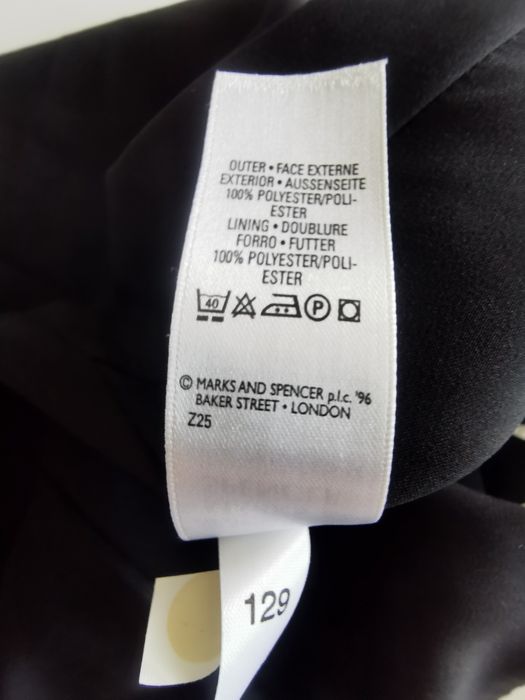 OUTER • FACE EXTERNE
EXTERIOR • AUSSENSEITE
100% POLYESTER/POLI-
ESTER
LINING • DOUBLURE
FORRO • FUTTER
100% POLYESTER/POLI-
ESTER
40 P
© MARKS AND SPENCER p.l.c. '96
BAKER STREET • LONDON
Z25
129